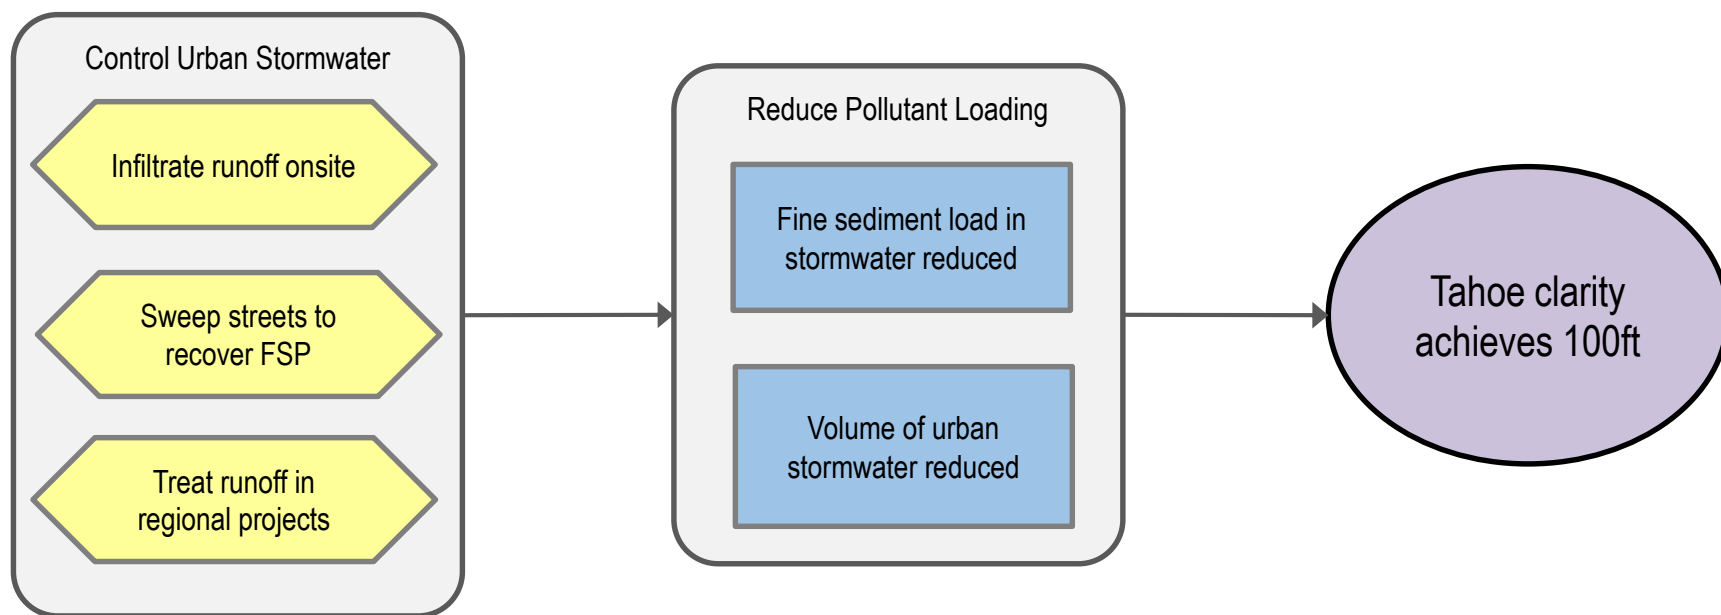 Control Urban Stormwater
Infiltrate runoff onsite
Sweep streets to
recover FSP
Treat runoff in
regional projects
Reduce Pollutant Loading
Fine sediment load in
stormwater reduced
Volume of urban
stormwater reduced
Tahoe clarity
achieves 100ft